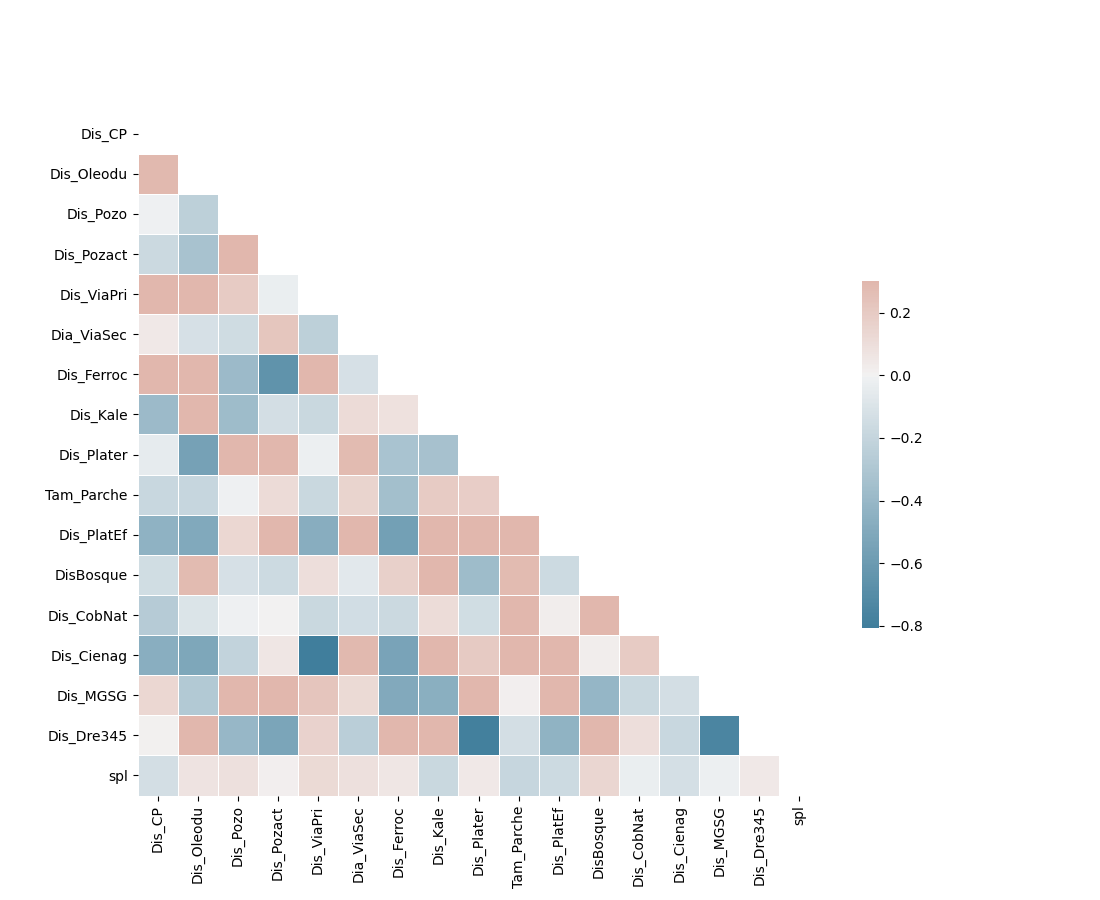 Dis_CP
Dis_Oleodu
Dis_Pozo
Dis_Pozact
Dis_ViaPri
Dia_ViaSec
Dis_Ferroc
Dis_Kale
Dis_Plater
Tam_Parche
Dis_PlatEf
DisBosque
Dis_CobNat
Dis_Cienag
Dis_MGSG
Dis_Dre345
spl
Dis_CP
Dis_Oleodu
Dis_Pozo
Dis_Pozact
Dis_ViaPri
Dia_ViaSec
Dis_Ferroc
Dis_Kale
Dis_Plater
Tam_Parche
Dis_PlatEf
DisBosque
Dis_CobNat
Dis_Cienag
Dis_MGSG
Dis_Dre345
spl
0.2
0.0
−0.2
−0.4
−0.6
−0.8